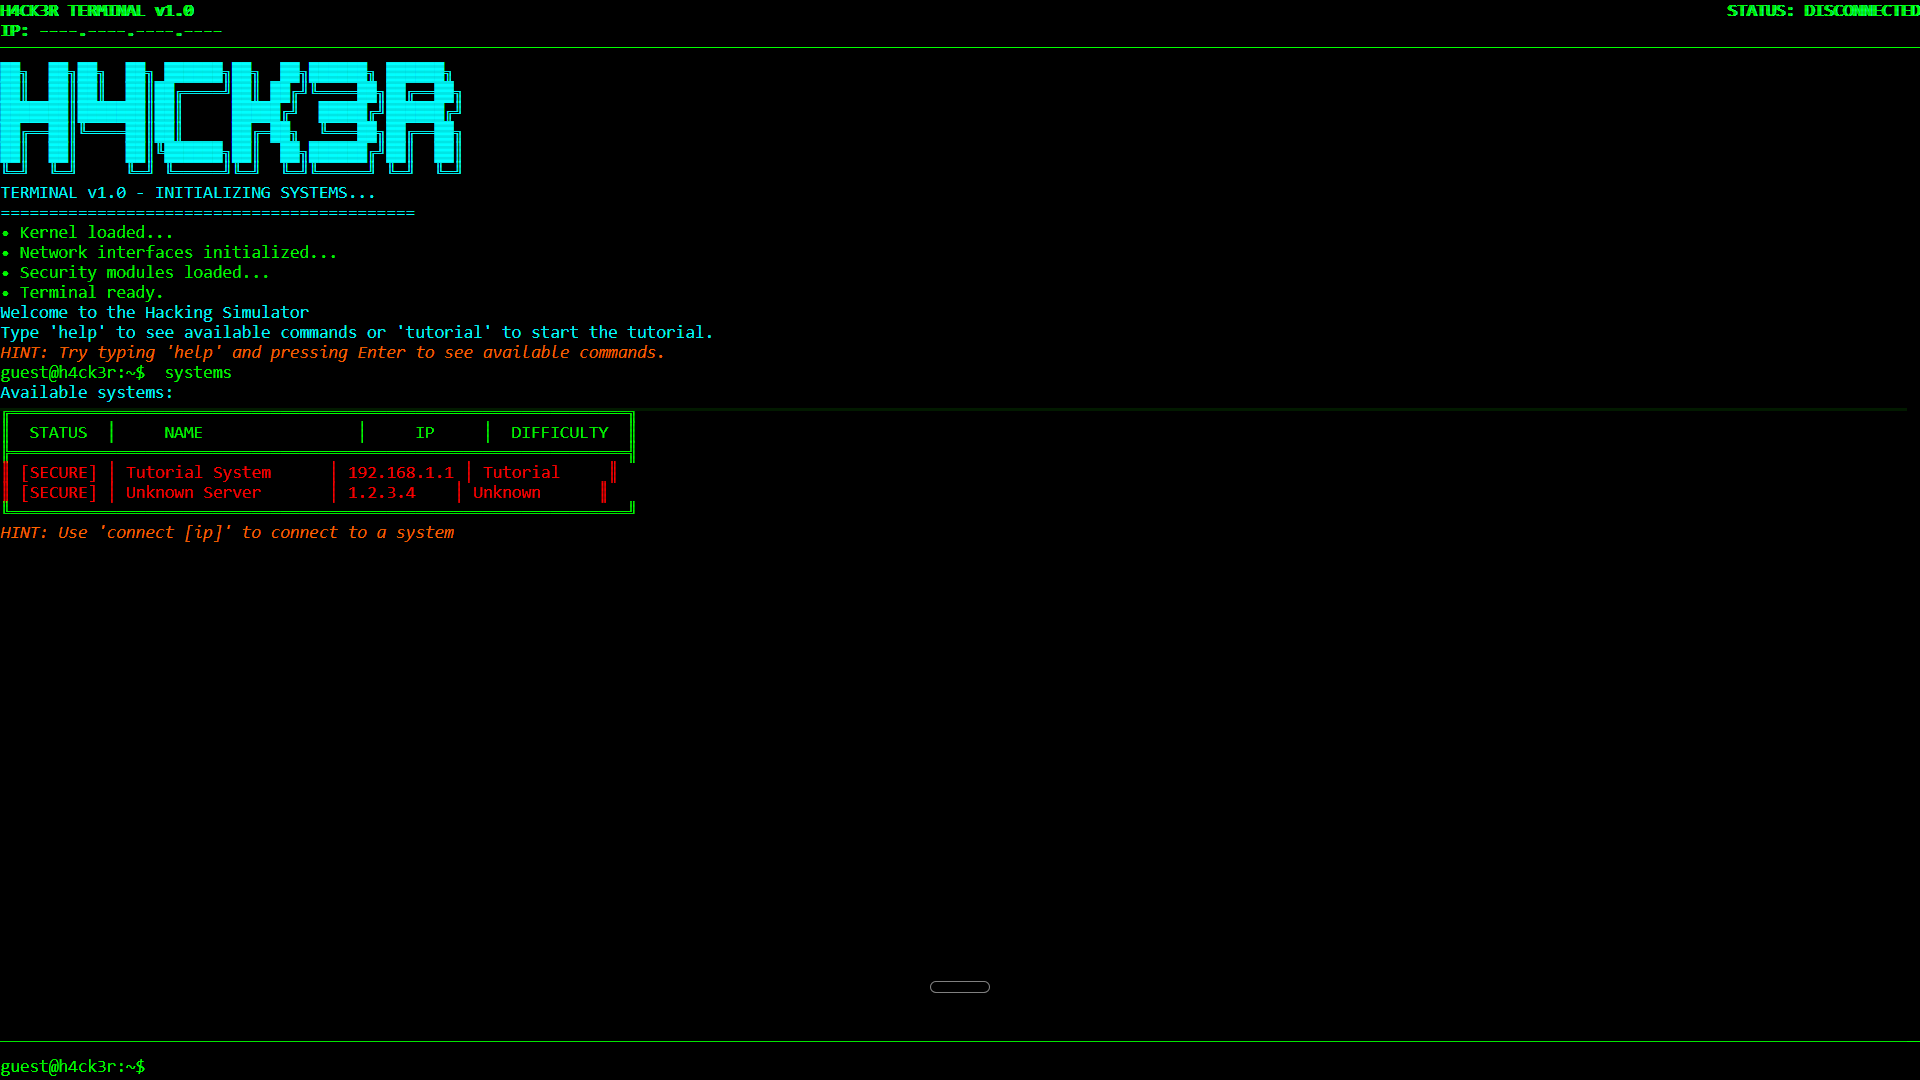 H4CK3R TERMINAL v1.0
STATUS: DISCONNECTED
IP: ----.----.----.----
H4CK3R
TERMINAL v1.0 - INITIALIZING SYSTEMS...
===========================================
• Kernel loaded...
• Network interfaces initialized...
• Security modules loaded...
• Terminal ready.
Welcome to the Hacking Simulator
Type 'help' to see available commands or 'tutorial' to start the tutorial.
HINT: Try typing 'help' and pressing Enter to see available commands.
guest@h4ck3r:~$  systems
Available systems:
║  STATUS  │     NAME                │     IP     │  DIFFICULTY  ║
║ [SECURE] │ Tutorial System      │ 192.168.1.1 │ Tutorial     ║
║ [SECURE] │ Unknown Server       │ 1.2.3.4    │ Unknown      ║
HINT: Use 'connect [ip]' to connect to a system
guest@h4ck3r:~$